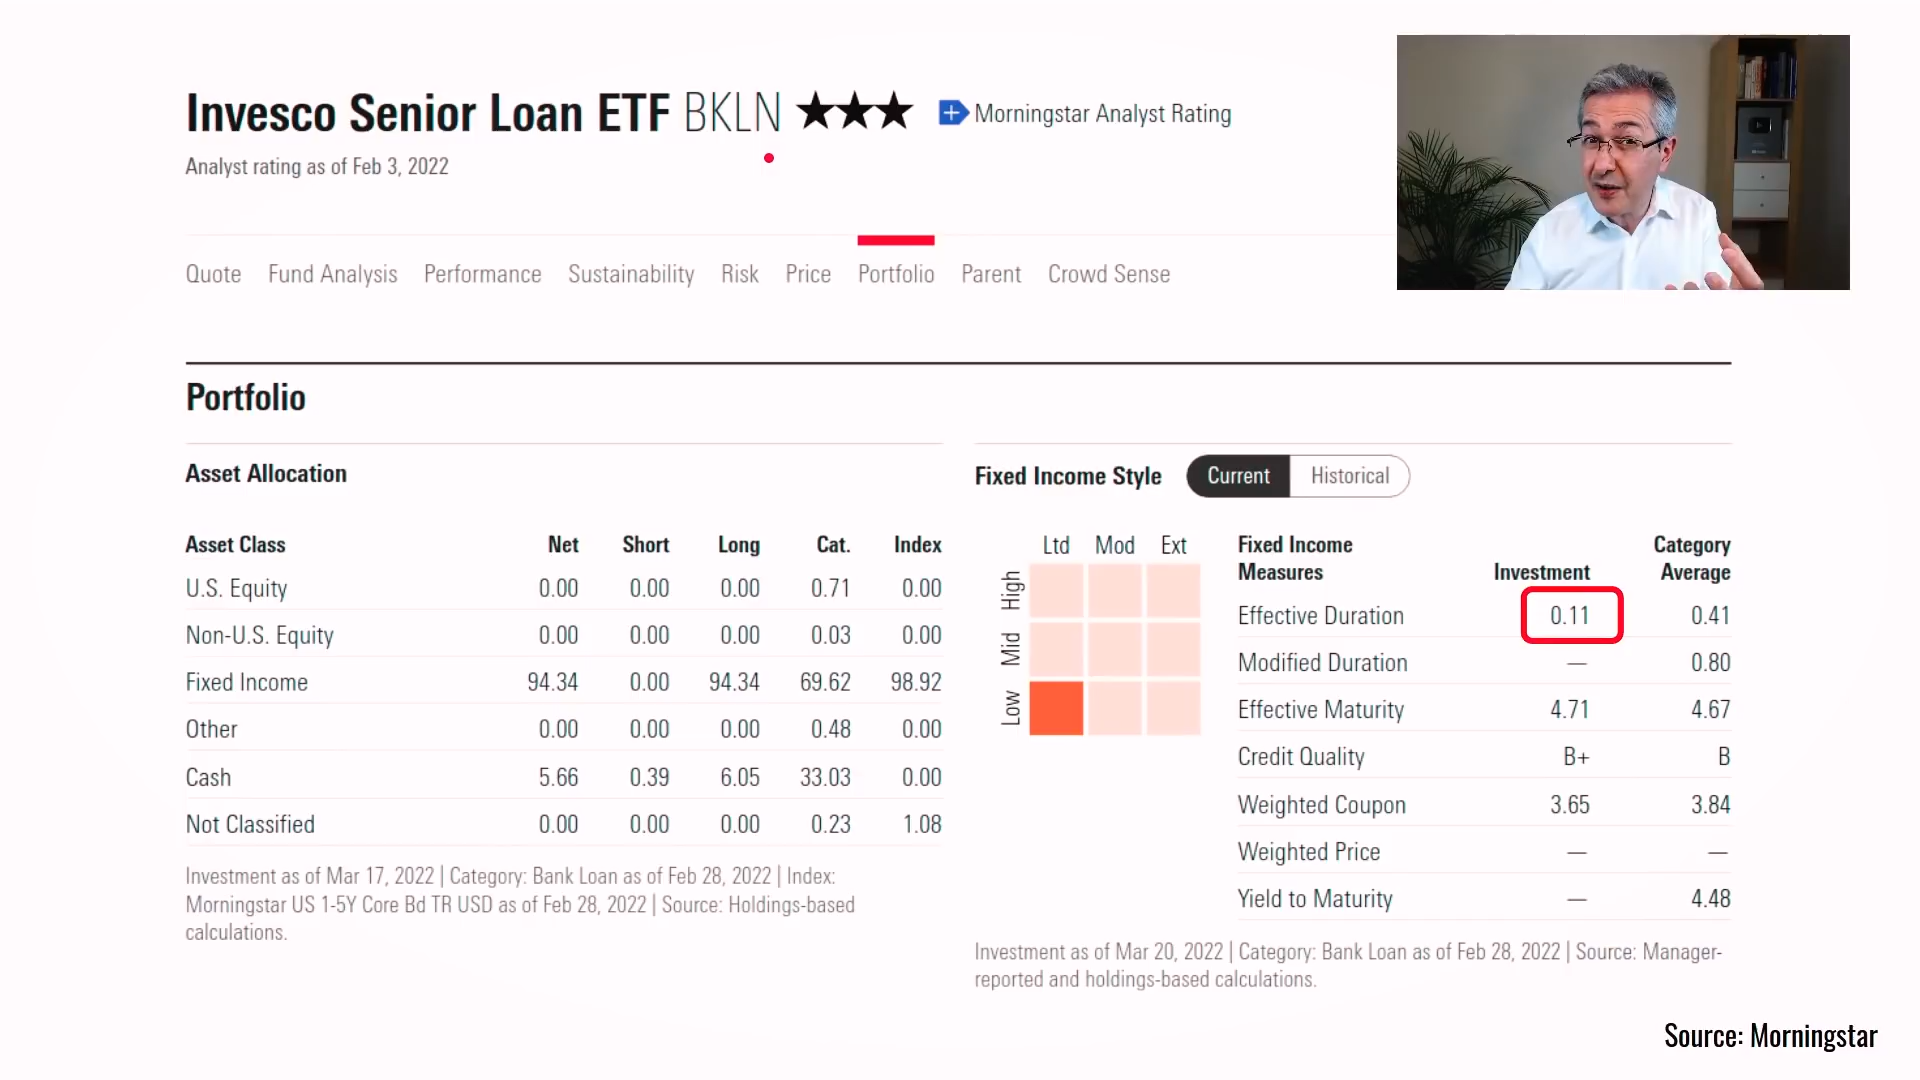 Invesco Senior Loan ETF BKLN ★★★ Morningstar Analyst Rating
Analyst rating as of Feb 3, 2022
Quote Fund Analysis Performance Sustainability Risk Price Portfolio Parent Crowd Sense
Portfolio
Asset Allocation
Asset Class Net Short Long Cat. Index
U.S. Equity 0.00 0.00 0.00 0.71 0.00
Non-U.S. Equity 0.00 0.00 0.00 0.03 0.00
Fixed Income 94.34 0.00 94.34 69.62 98.92
Other 0.00 0.00 0.00 0.48 0.00
Cash 5.66 0.39 6.05 33.03 0.00
Not Classified 0.00 0.00 0.00 0.23 1.08
Investment as of Mar 17, 2022 | Category: Bank Loan as of Feb 28, 2022 | Index:
Morningstar US 1-5Y Core Bd TR USD as of Feb 28, 2022 | Source: Holdings-based
calculations.
Fixed Income Style Current Historical
Ltd Mod Ext
High
Mid
Low
Fixed Income Category
Measures Investment Average
Effective Duration 0.11 0.41
Modified Duration — 0.80
Effective Maturity 4.71 4.67
Credit Quality B+ B
Weighted Coupon 3.65 3.84
Weighted Price — —
Yield to Maturity — 4.48
Investment as of Mar 20, 2022 | Category: Bank Loan as of Feb 28, 2022 | Source: Manager-
reported and holdings-based calculations.
Source: Morningstar